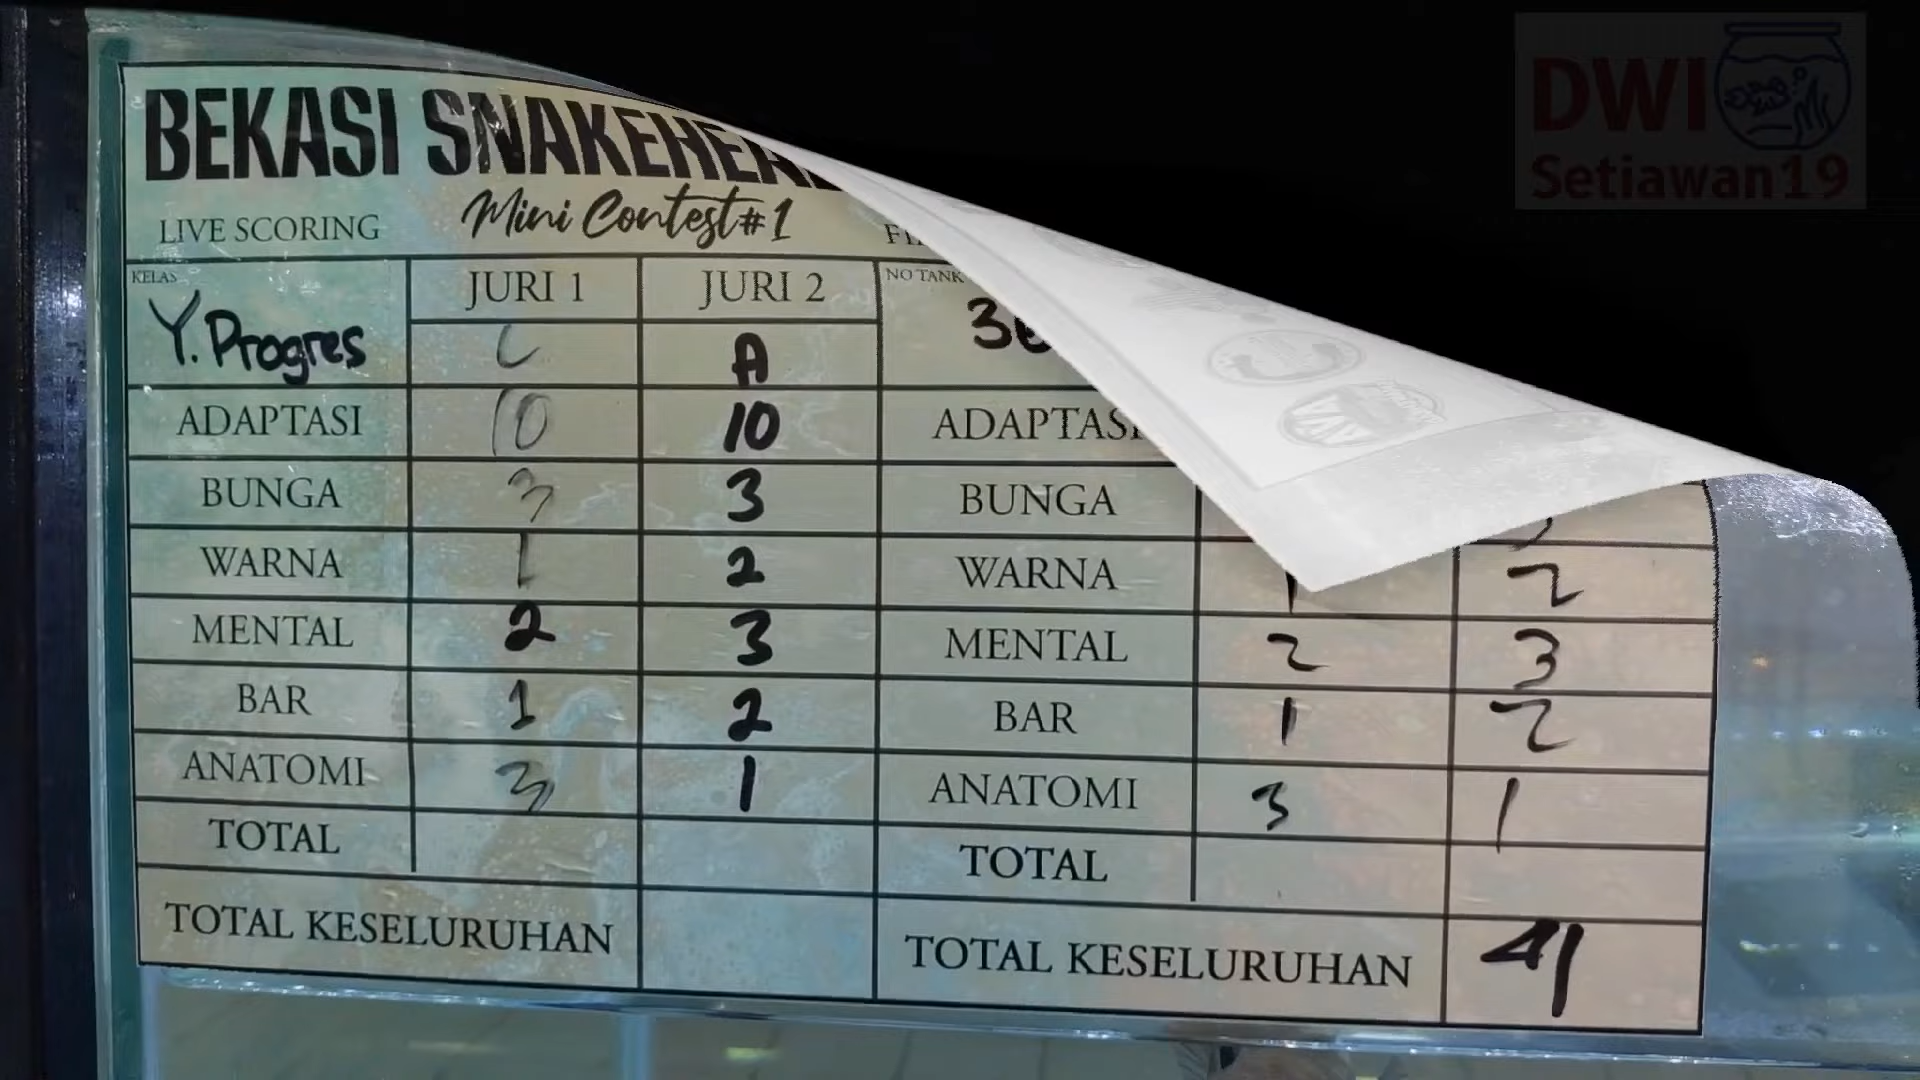 DWI
Setiawan19
BEKASI SNAKEHEA
Mini Contest#1
LIVE SCORING
KELAS
Y. Progres
JURI 1
JURI 2
NO TANK
C
A
ADAPTASI
10
10
ADAPTASI
BUNGA
3
3
BUNGA
WARNA
1
2
WARNA
1
2
MENTAL
2
3
MENTAL
2
3
BAR
1
2
BAR
1
2
ANATOMI
3
1
ANATOMI
3
1
TOTAL
TOTAL
TOTAL KESELURUHAN
TOTAL KESELURUHAN
41